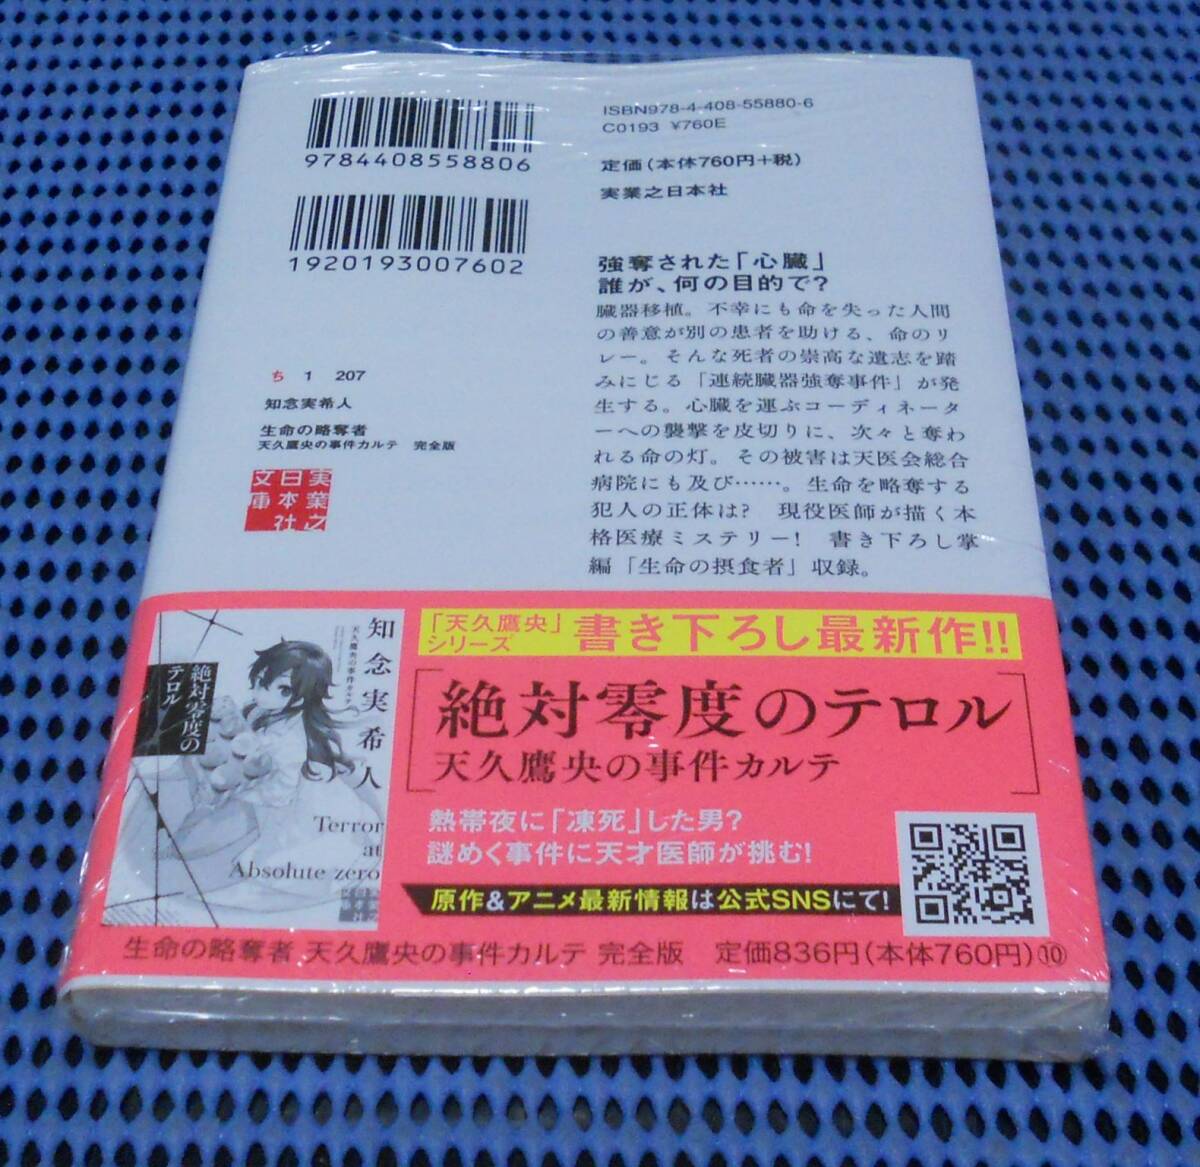 9784408558806
1920193007602
ISBN978-4-408-55880-6
C0193 ¥760E
定価(本体760円+税)
実業之日本社
ち 1 207
知念実希人
生命の略奪者
天久鷹央の事件カルテ 完全版
実業之
日本社
文庫
強奪された「心臓」
誰が、何の目的で?
臓器移植。不幸にも命を失った人間
の善意が別の患者を助ける、命のリ
レー。そんな死者の崇高な遺志を踏
みにじる「連続臓器強奪事件」が発
生する。心臓を運ぶコーディネータ
ーへの襲撃を皮切りに、次々と奪わ
れる命の灯。その被害は天医会総合
病院にも及び……。生命を略奪する
犯人の正体は? 現役医師が描く本
格医療ミステリー! 書き下ろし掌
編「生命の摂食者」収録。
知念実希人
天久鷹央の事件カルテ
絶対零度の
テロル
Terror
at
Absolute zero
「天久鷹央」
シリーズ
書き下ろし最新作!!
絶対零度のテロル
天久鷹央の事件カルテ
熱帯夜に「凍死」した男?
謎めく事件に天才医師が挑む!
原作&アニメ最新情報は公式SNSにて!
生命の略奪者 天久鷹央の事件カルテ 完全版 定価836円(本体760円)⑩